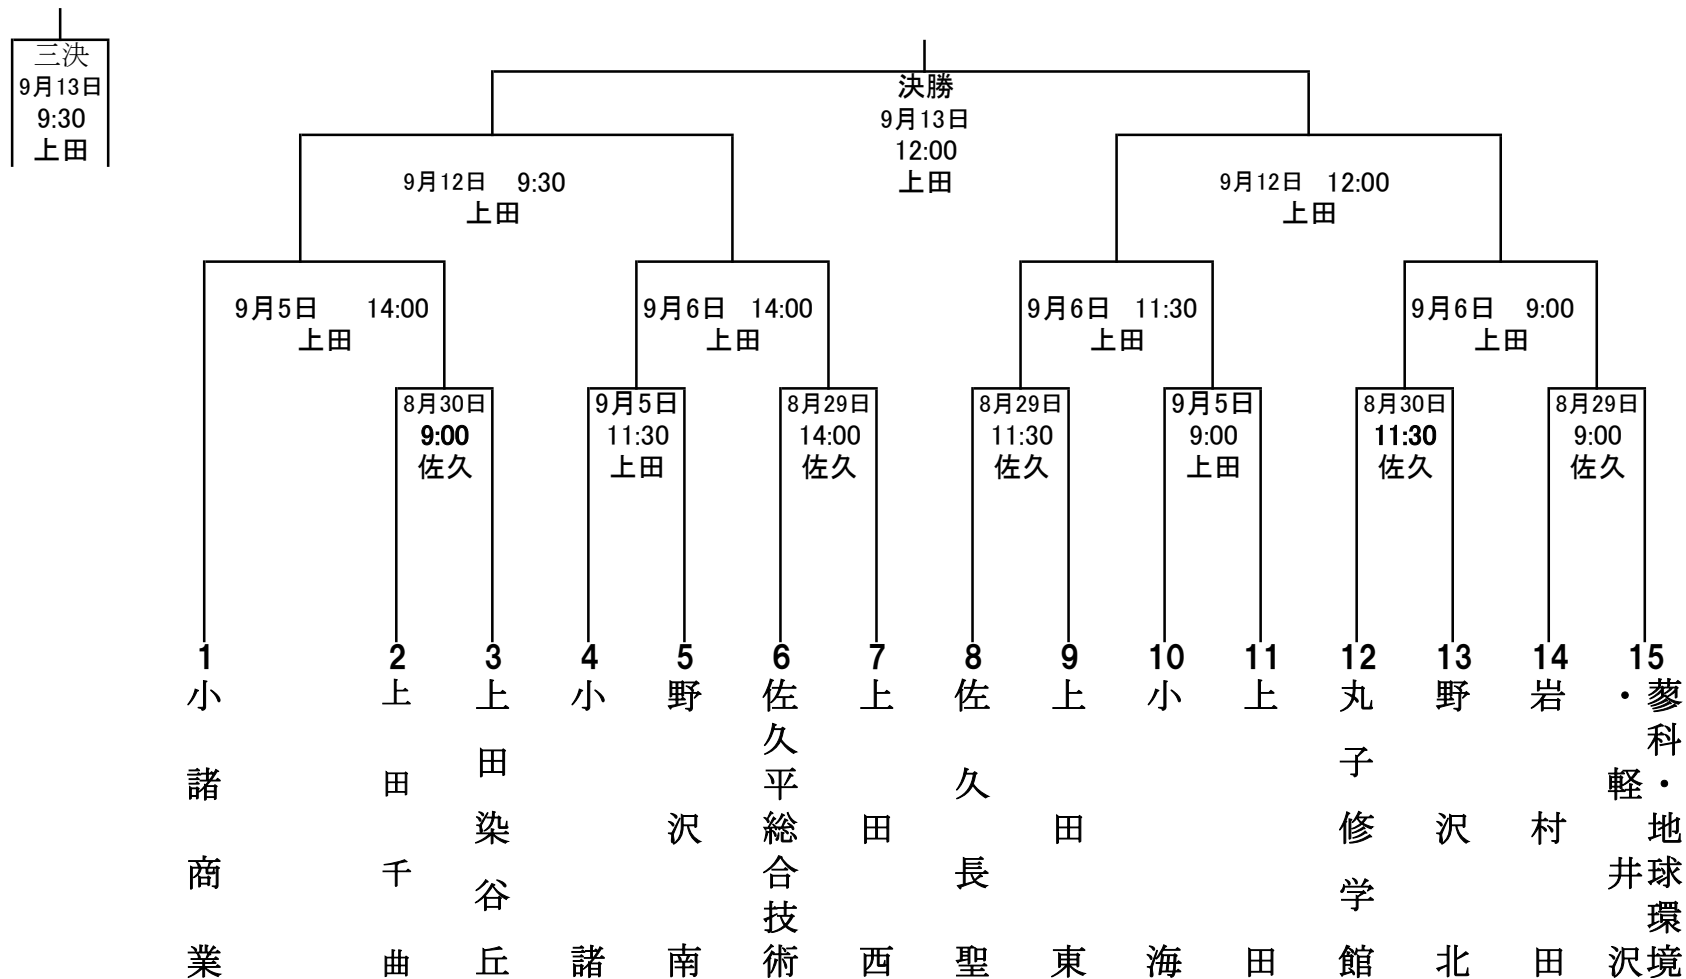 三決
9月13日
9:30
上田
決勝
9月13日
12:00
上田
9月12日 9:30
上田
9月12日 12:00
上田
9月5日 14:00
上田
9月6日 14:00
上田
9月6日 11:30
上田
9月6日 9:00
上田
8月30日
9:00
佐久
9月5日
11:30
上田
8月29日
14:00
佐久
8月29日
11:30
佐久
9月5日
9:00
上田
8月30日
11:30
佐久
8月29日
9:00
佐久
1
小諸商業
2
上田千曲
3
上田染谷丘
4
小諸
5
野沢南
6
佐久平総合技術
7
上田西
8
佐久長聖
9
上田東
10
小海
11
上田
12
丸子修学館
13
野沢北
14
岩村田
15
蓼科・地球環境
・軽井沢